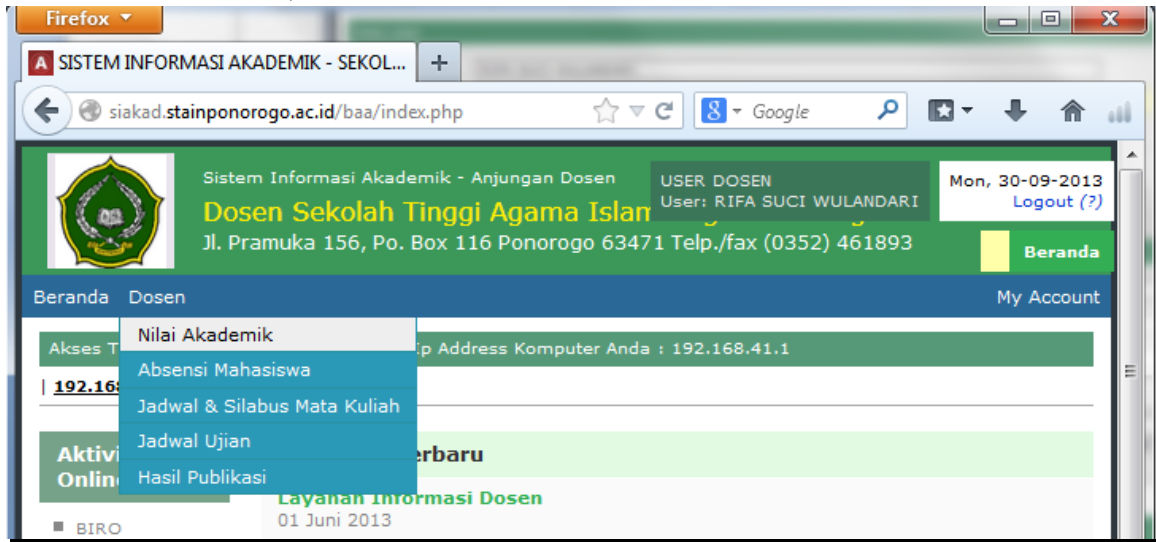 Firefox
SISTEM INFORMASI AKADEMIK - SEKOL...
siakad.stainponorogo.ac.id/baa/index.php
Google
Sistem Informasi Akademik - Anjungan Dosen
Dosen Sekolah Tinggi Agama Islam
Jl. Pramuka 156, Po. Box 116 Ponorogo 63471 Telp./fax (0352) 461893
USER DOSEN
User: RIFA SUCI WULANDARI
Mon, 30-09-2013
Logout (?)
Beranda
Beranda Dosen My Account
Nilai Akademik
Absensi Mahasiswa
Jadwal & Silabus Mata Kuliah
Jadwal Ujian
Hasil Publikasi
Akses Ip Address Komputer Anda : 192.168.41.1
| 192.16
Aktivi
Onlin
BIRO
erbaru
Layanan Informasi Dosen
01 Juni 2013